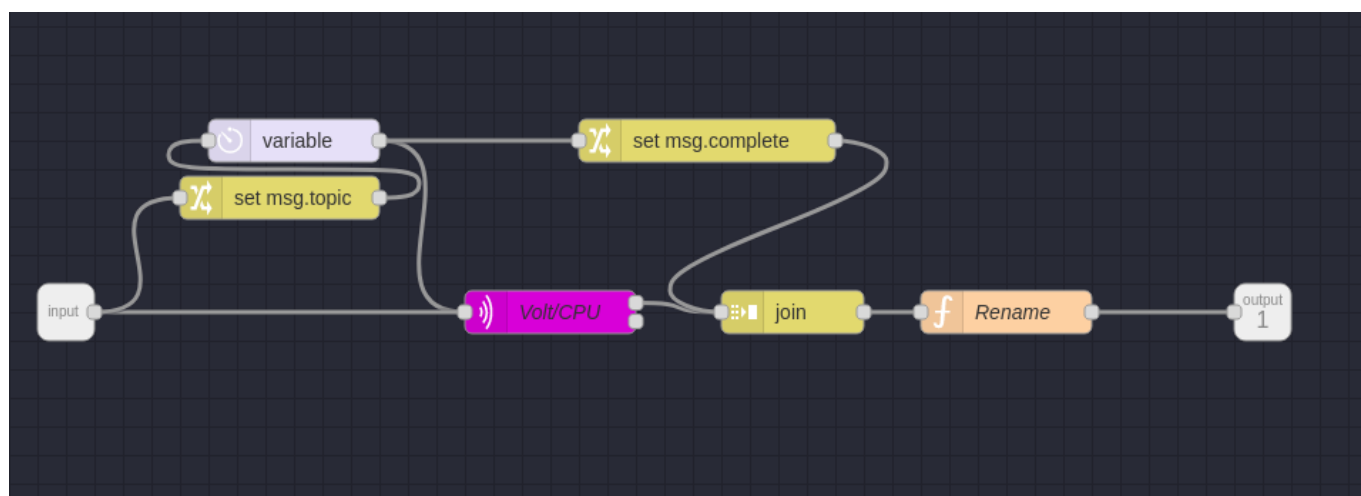 variable
set msg.complete
set msg.topic
input
Volt/CPU
join
Rename
output
1